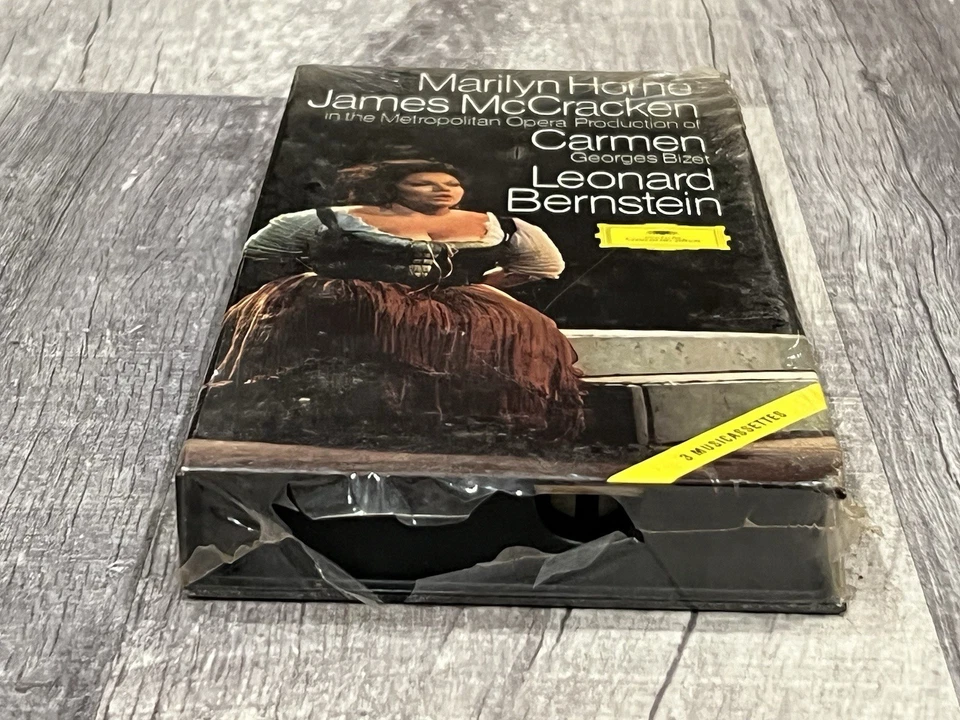 Marilyn Horne
James McCracken
in the Metropolitan Opera Production of
Carmen
Georges Bizet
Leonard
Bernstein
3 MUSICASSETTES